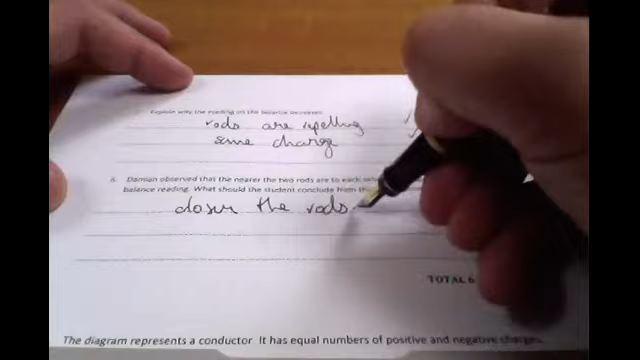 Explain why the reading on the balance increases
rods are repelling
same charge
ii. Damian observed that the nearer the two rods are to each
balance reading. What should the student conclude from
closer the rods
TOTAL 6
The diagram represents a conductor. It has equal numbers of positive and negative charges.